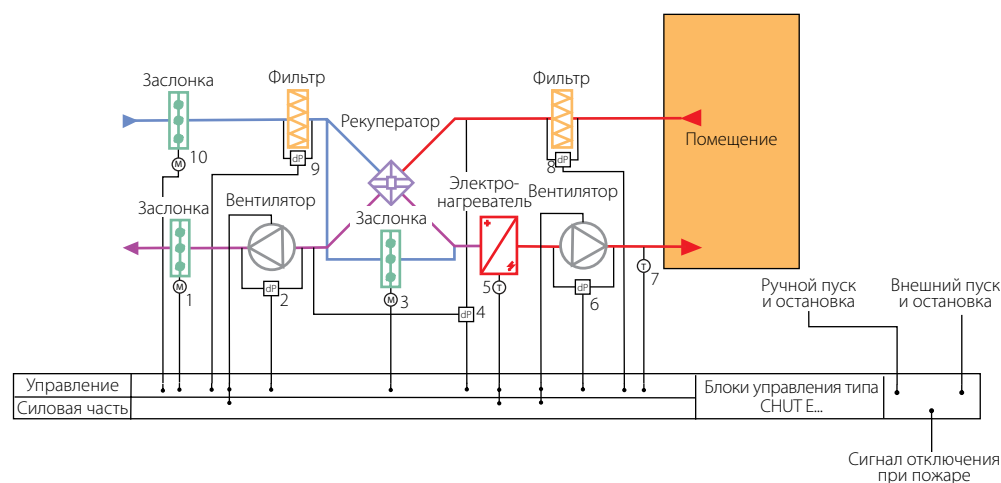 Заслонка
Фильтр
Фильтр
Рекуператор
Помещение
M
10
dP
9
dP
8
Заслонка
Вентилятор
Заслонка
Электро-
нагреватель
Вентилятор
M
1
dP
2
M
3
dP
4
5
T
dP
6
T
7
Ручной пуск
и остановка
Внешний пуск
и остановка
Управление
Силовая часть
Блоки управления типа
CHUT E...
Сигнал отключения
при пожаре